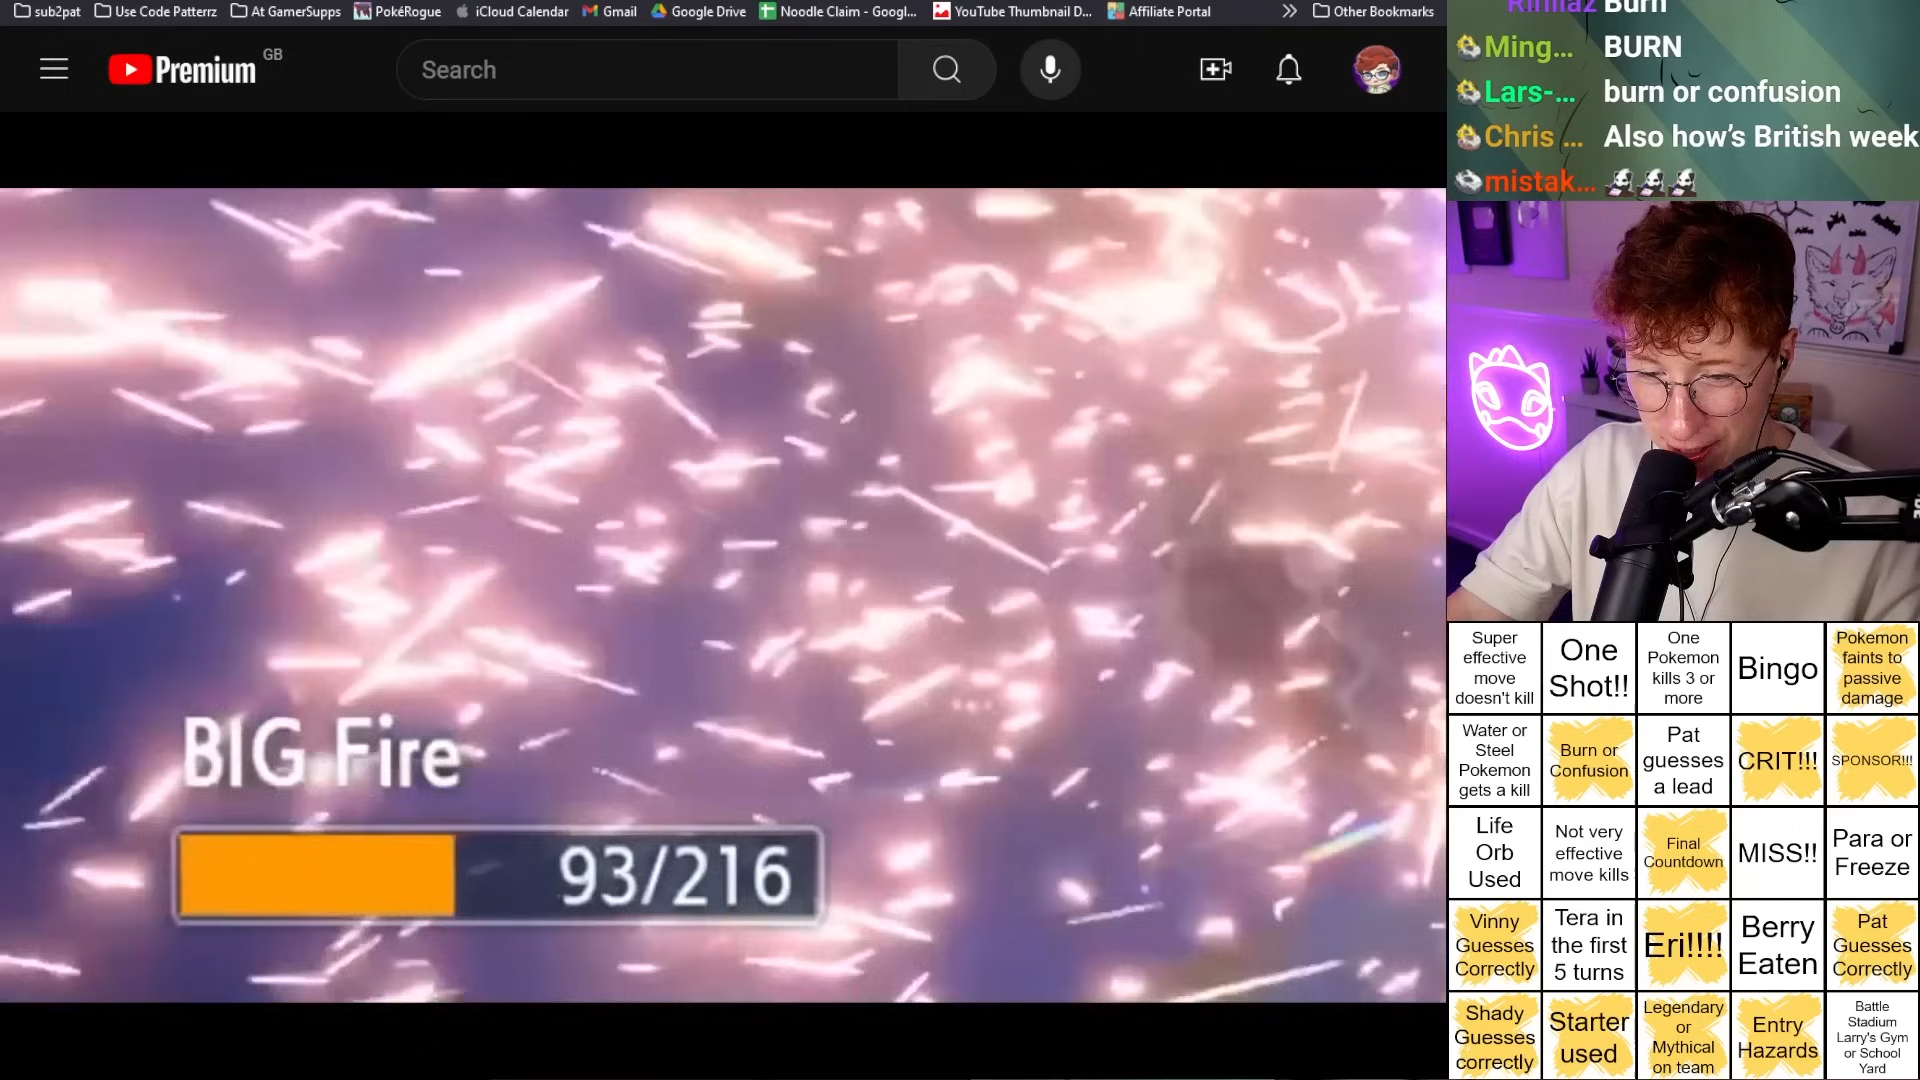 sub2pat Use Code Patterrz At GamerSupps PokéRogue iCloud Calendar Gmail Google Drive Noodle Claim - Googl... YouTube Thumbnail D... Affiliate Portal Other Bookmarks
Premium GB
Search
Burn
Ming... BURN
Lars-... burn or confusion
Chris ... Also how's British week
mistak...
BIG Fire
93/216
Super
effective
move
doesn't kill
One
Shot!!
One
Pokemon
kills 3 or
more
Bingo
Pokemon
faints to
passive
damage
Water or
Steel
Pokemon
gets a kill
Burn or
Confusion
Pat
guesses
a lead
CRIT!!!
SPONSOR!!!
Life
Orb
Used
Not very
effective
move kills
Final
Countdown
MISS!!
Para or
Freeze
Vinny
Guesses
Correctly
Tera in
the first
5 turns
Eri!!!!
Berry
Eaten
Pat
Guesses
Correctly
Shady
Guesses
correctly
Starter
used
Legendary
or
Mythical
on team
Entry
Hazards
Battle
Stadium
Larry's Gym
or School
Yard